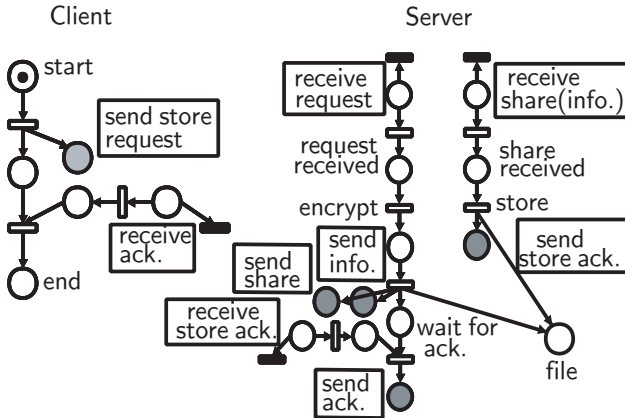 Client
Server
start
send store
request
receive
ack.
end
receive
request
request
received
encrypt
send
info.
send
share
receive
store ack.
wait for
ack.
send
ack.
receive
share(info.)
share
received
store
send
store ack.
file